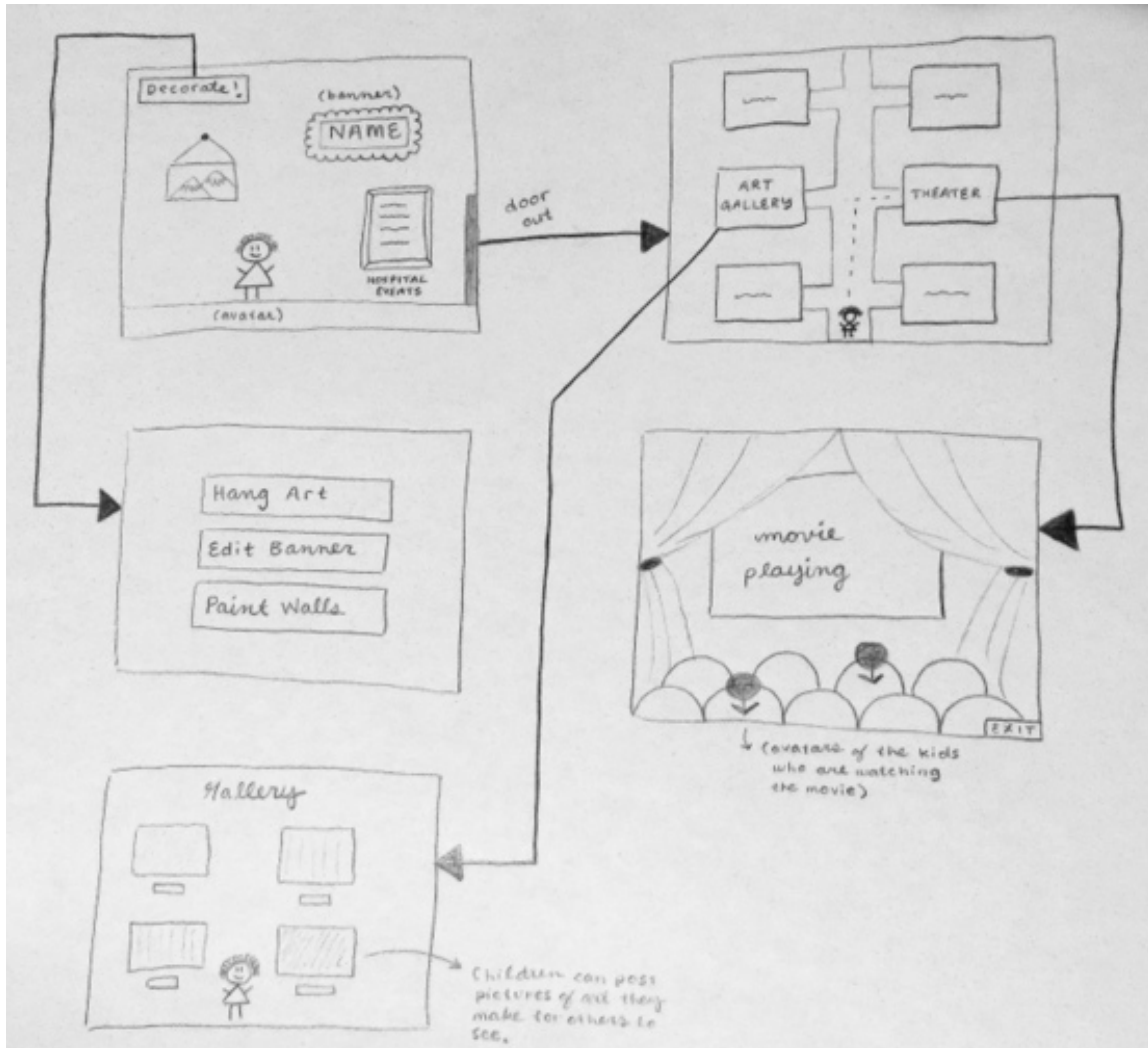 Decorate!
(banner)
NAME
HOSPITAL
EVENTS
(avatar)
door
out
ART
GALLERY
THEATER
Hang Art
Edit Banner
Paint Walls
movie
playing
EXIT
(avatars of the kids
who are watching
the movie)
Gallery
Children can post
pictures of art they
make for others to
see.